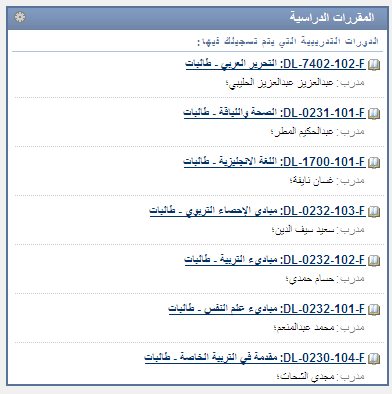 المقررات الدراسية
الدورات التدريبية التي يتم تسجيلك فيها:
DL-7402-102-F: التحرير العربي - طالبات
مدرب: عبدالعزيز عبدالعزيز الحليبي؛
DL-0231-101-F: الصحة واللياقة - طالبات
مدرب: عبدالحكيم المطر؛
DL-1700-101-F: اللغة الانجليزية - طالبات
مدرب: غسان نايفة؛
DL-0232-103-F: مبادئ الإحصاء التربوي - طالبات
مدرب: سعيد سيف الدين؛
DL-0232-102-F: مباديء التربية - طالبات
مدرب: حسام حمدي؛
DL-0232-101-F: مباديء علم النفس - طالبات
مدرب: محمد عبدالمنعم؛
DL-0230-104-F: مقدمة في التربية الخاصة - طالبات
مدرب: مجدي الشحات؛